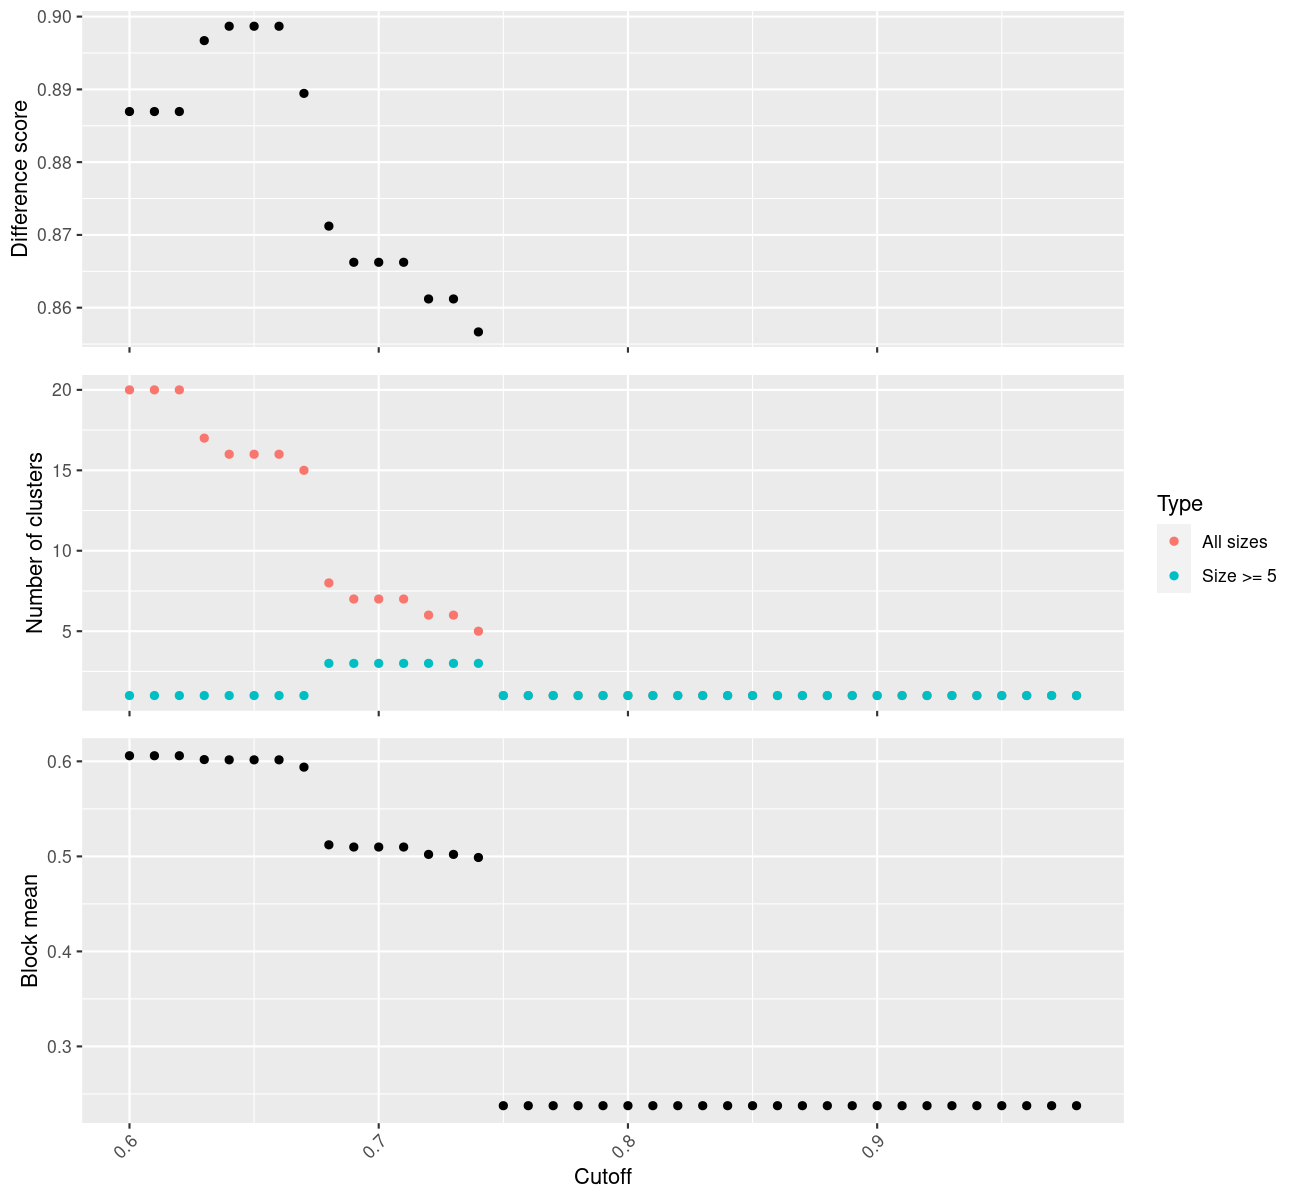 Difference score
0.90
0.89
0.88
0.87
0.86
Number of clusters
20
15
10
5
Type
All sizes
Size >= 5
Block mean
0.6
0.5
0.4
0.3
0.6 0.7 0.8 0.9
Cutoff